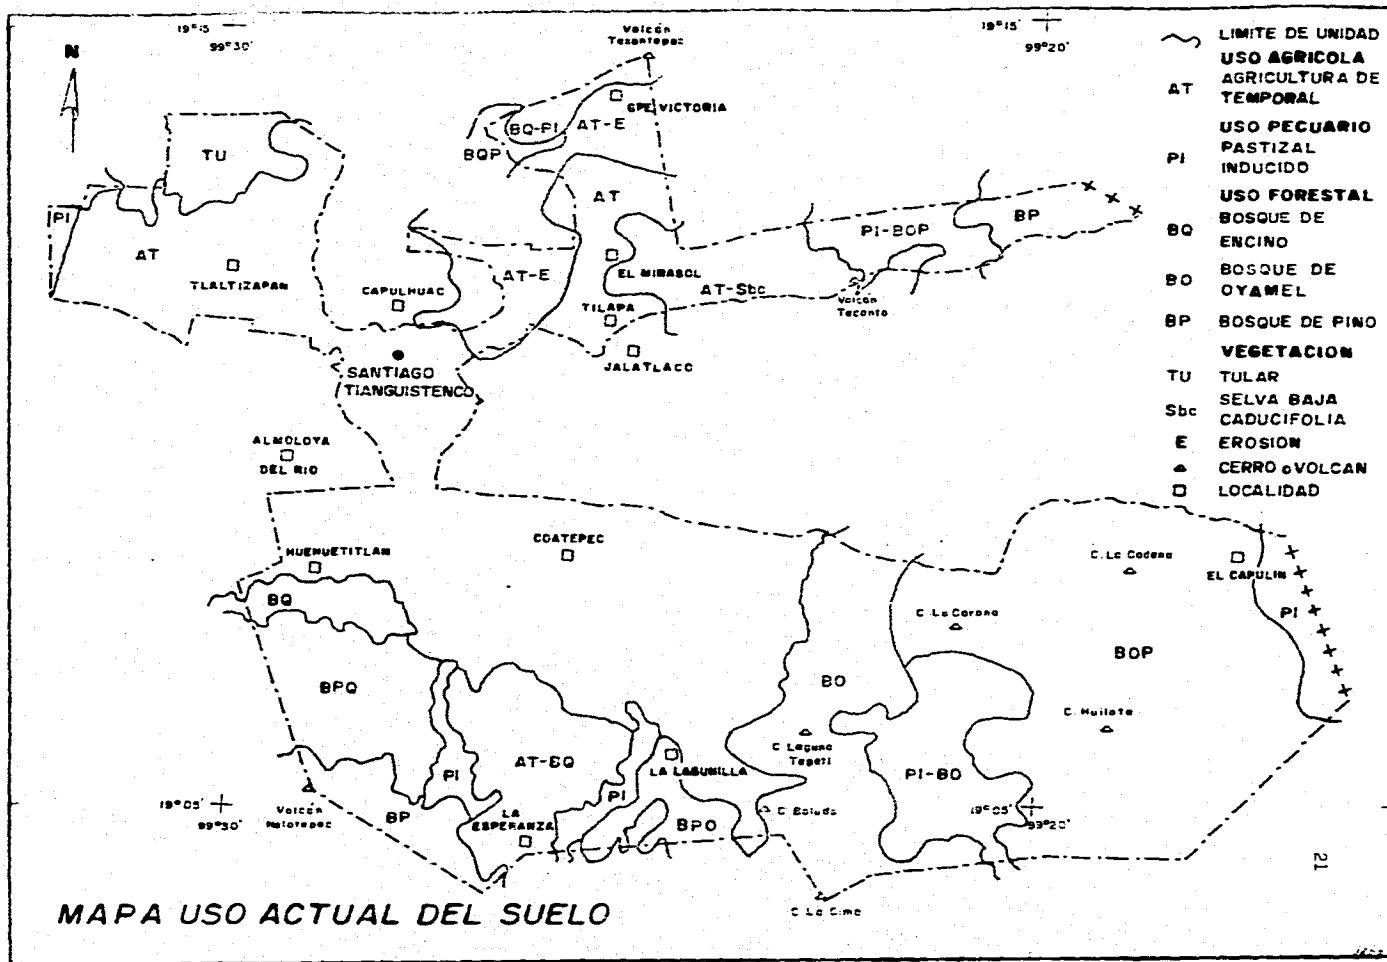 19°15'
99°30'
19°15'
99°20'
N
Volcán
GPE VICTORIA
BQ-PI
AT-E
BQP
TU
AT
PI
AT
TLALTIZAPAN
CAPULHUAC
AT-E
EL MIRASOL
AT-Sbc
TILAPA
JALATLACO
PI-BOP
BP
Volcán
SANTIAGO
TIANGUISTENCO
ALMOLOYA
DEL RIO
HUEHUETITLAN
COATEPEC
BQ
BPQ
PI
AT-BQ
PI
LA LAGUNILLA
BPO
BP
LA
ESPERANZA
BO
C. Laguna
C. La Corona
C. La Cadena
EL CAPULIN
PI
BOP
C. Huilote
PI-BO
C. La Cima
Volcán
19°05'
99°30'
19°05'
99°20'
LIMITE DE UNIDAD
USO AGRICOLA
AT AGRICULTURA DE
TEMPORAL
USO PECUARIO
PI PASTIZAL
INDUCIDO
USO FORESTAL
BQ BOSQUE DE
ENCINO
BO BOSQUE DE
OYAMEL
BP BOSQUE DE PINO
VEGETACION
TU TULAR
Sbc SELVA BAJA
CADUCIFOLIA
E EROSION
CERRO o VOLCAN
LOCALIDAD
21
MAPA USO ACTUAL DEL SUELO